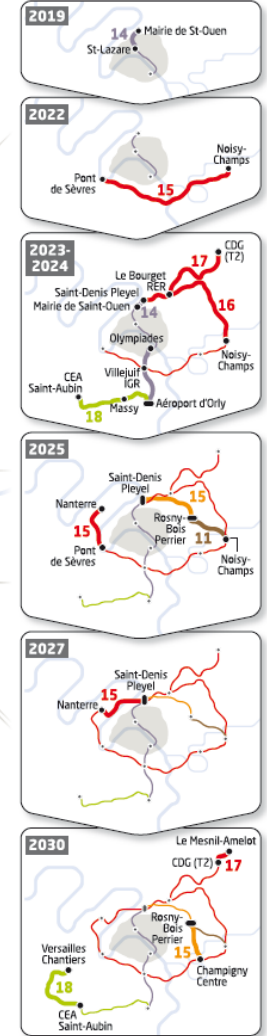 2019
14
Mairie de St-Ouen
St-Lazare
2022
Noisy-
Champs
Pont
de Sèvres
15
2023-
2024
CDG
(T2)
17
Le Bourget
RER
Saint-Denis Pleyel
Mairie de Saint-Ouen
14
16
Olympiades
Noisy-
Champs
Villejuif
IGR
CEA
Saint-Aubin
Massy
Aéroport d'Orly
18
2025
Saint-Denis
Pleyel
15
Nanterre
15
Rosny-
Bois
Perrier
11
Pont
de Sèvres
Noisy-
Champs
2027
Saint-Denis
Pleyel
15
Nanterre
2030
Le Mesnil-Amelot
CDG (T2)
17
Rosny-
Bois
Perrier
15
Versailles
Chantiers
18
Champigny
Centre
CEA
Saint-Aubin